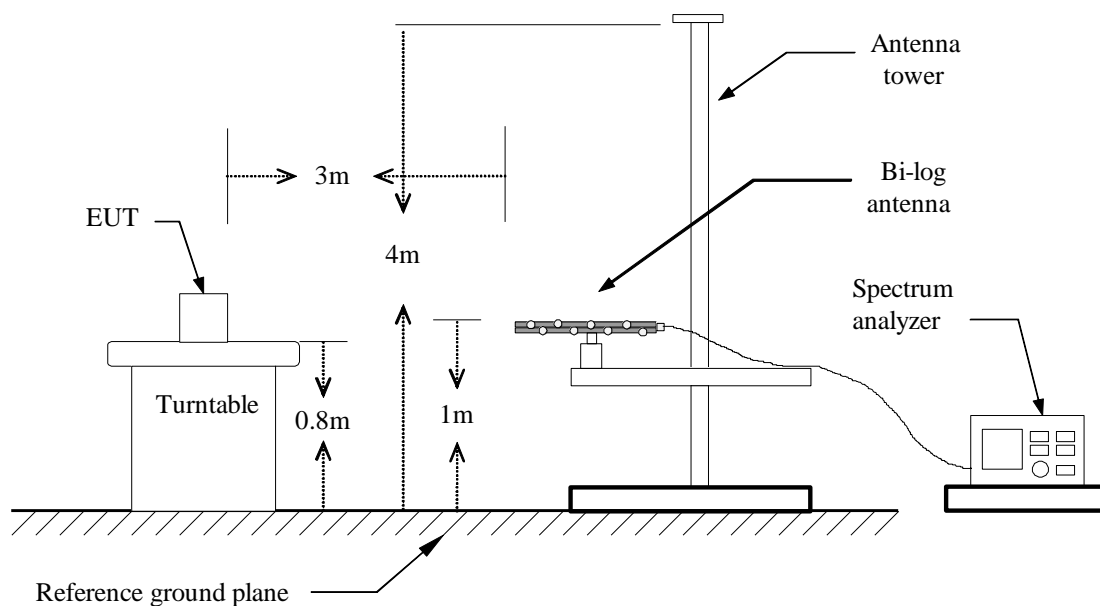 Antenna
tower
3m
Bi-log
antenna
EUT
4m
Spectrum
analyzer
Turntable
0.8m
1m
Reference ground plane